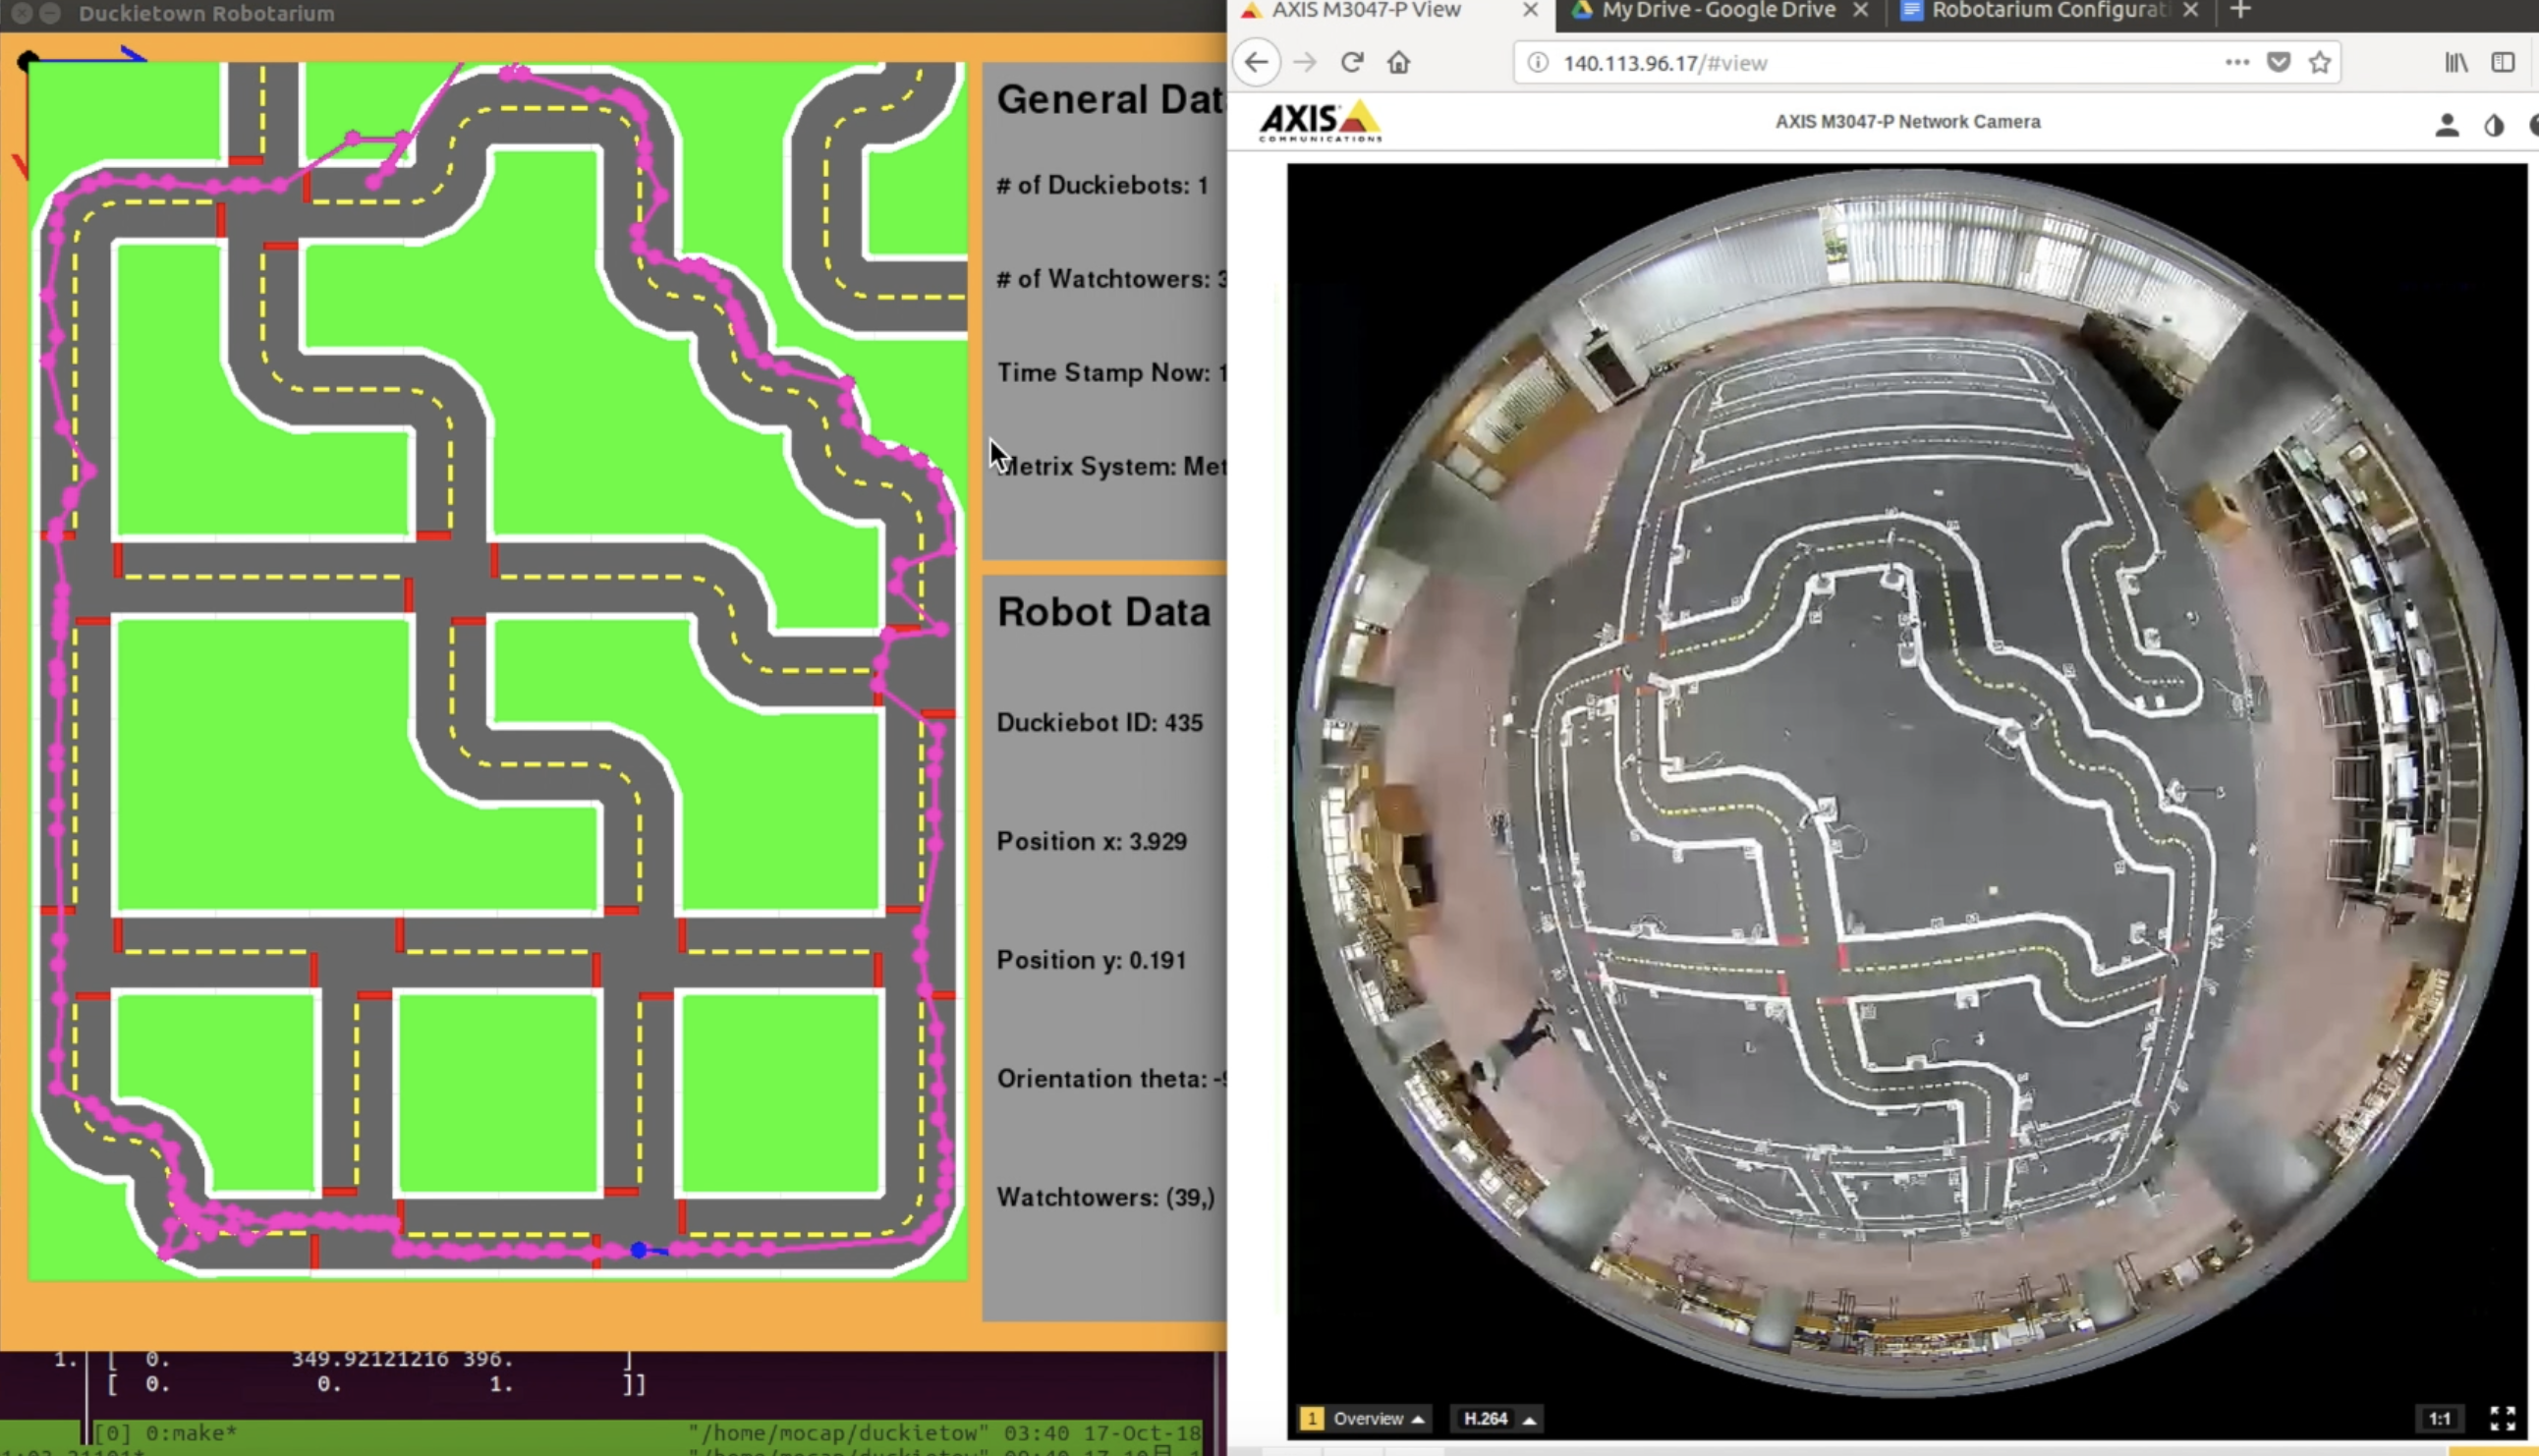 Duckietown Robotarium
General Dat
# of Duckiebots: 1
# of Watchtowers: 3
Time Stamp Now: 1
Metrix System: Met
Robot Data
Duckiebot ID: 435
Position x: 3.929
Position y: 0.191
Orientation theta: -9
Watchtowers: (39,)
1. [ 0. 349.92121216 396. ]
[ 0. 0. 1. ]]
[0] 0:make* "/home/mocap/duckietow" 03:40 17-Oct-18
AXIS M3047-P View
My Drive - Google Drive
Robotarium Configurat
140.113.96.17/#view
AXIS
COMMUNICATIONS
AXIS M3047-P Network Camera
1 Overview
H.264
1:1